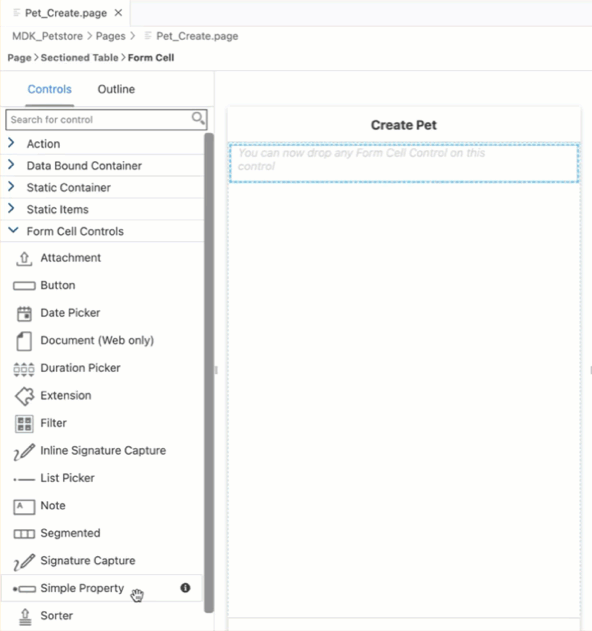 Pet_Create.page ×
MDK_Petstore > Pages > Pet_Create.page
Page > Sectioned Table > Form Cell
Controls Outline
Search for control
Action
Data Bound Container
Static Container
Static Items
Form Cell Controls
Attachment
Button
Date Picker
Document (Web only)
Duration Picker
Extension
Filter
Inline Signature Capture
List Picker
Note
Segmented
Signature Capture
Simple Property
Sorter
Create Pet
You can now drop any Form Cell Control on this
control